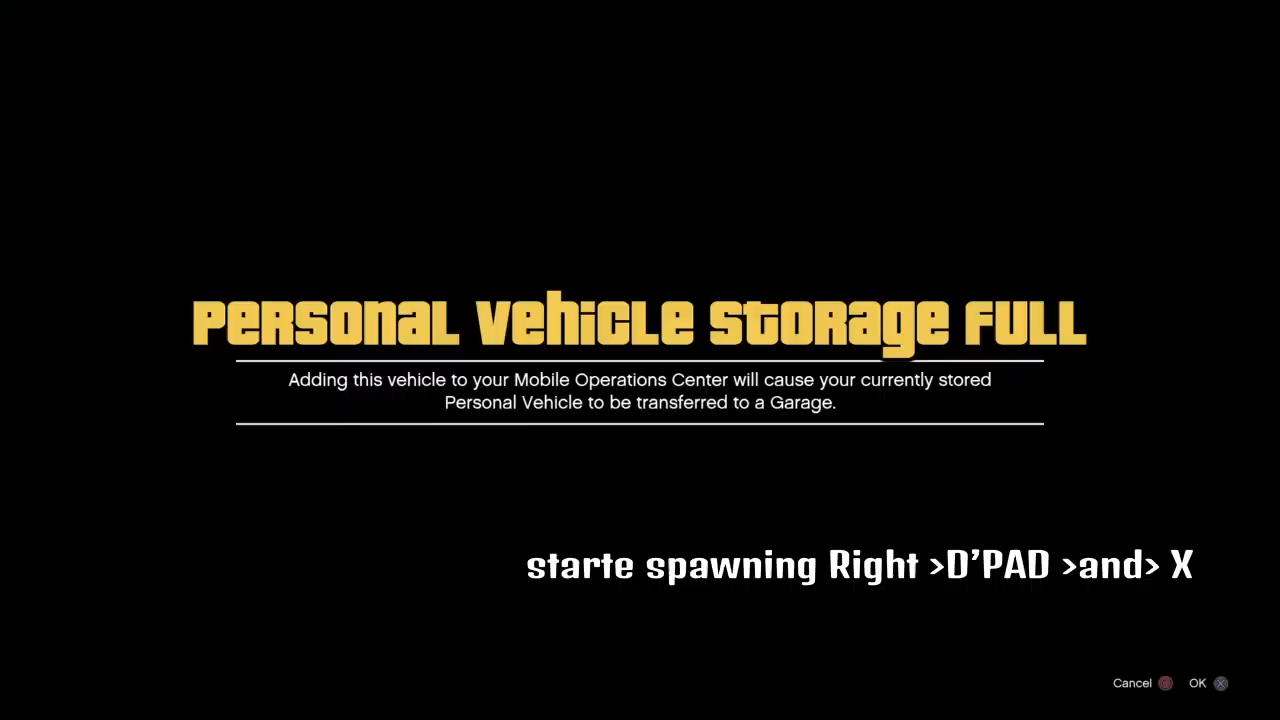 Personal Vehicle Storage Full
Adding this vehicle to your Mobile Operations Center will cause your currently stored
Personal Vehicle to be transferred to a Garage.
starte spawning Right >D'PAD >and> X
Cancel OK